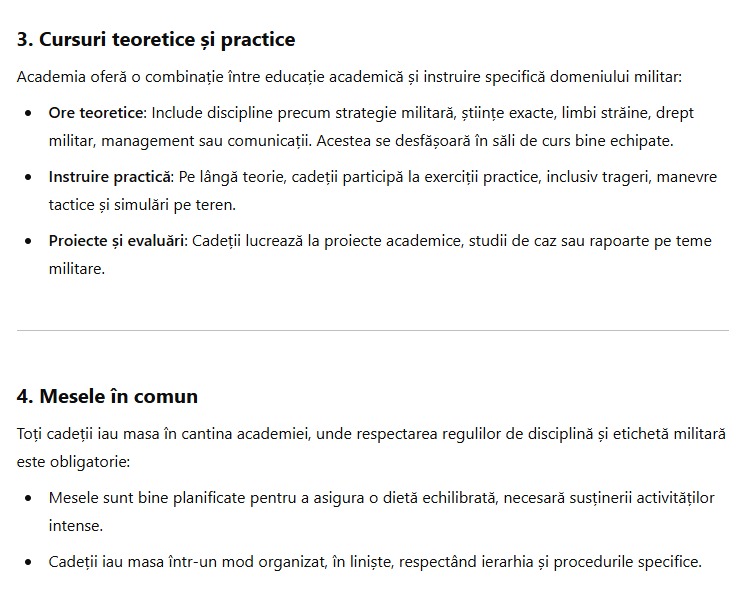 3. Cursuri teoretice și practice
Academia oferă o combinație între educație academică și instruire specifică domeniului militar:
• Ore teoretice: Include discipline precum strategie militară, științe exacte, limbi străine, drept
militar, management sau comunicații. Acestea se desfășoară în săli de curs bine echipate.
• Instruire practică: Pe lângă teorie, cadeții participă la exerciții practice, inclusiv trageri, manevre
tactice și simulări pe teren.
• Proiecte și evaluări: Cadeții lucrează la proiecte academice, studii de caz sau rapoarte pe teme
militare.
4. Mesele în comun
Toți cadeții iau masa în cantina academiei, unde respectarea regulilor de disciplină și etichetă militară
este obligatorie:
• Mesele sunt bine planificate pentru a asigura o dietă echilibrată, necesară susținerii activităților
intense.
• Cadeții iau masa într-un mod organizat, în liniște, respectând ierarhia și procedurile specifice.